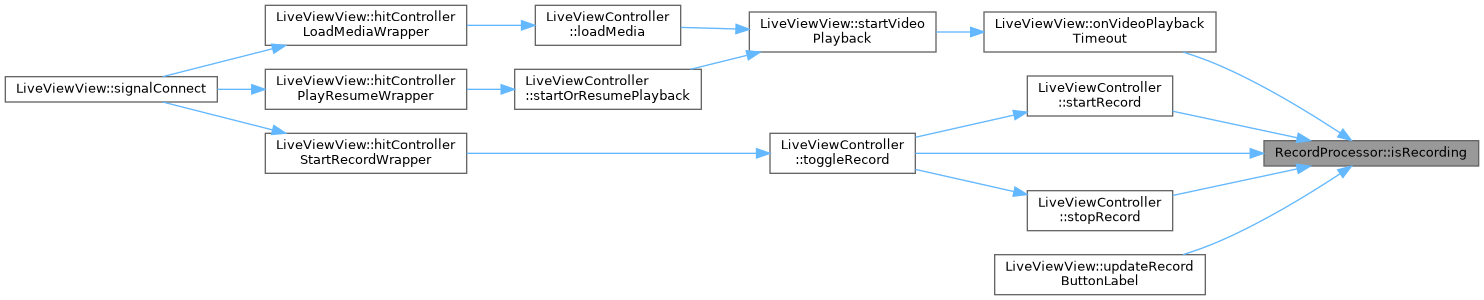 LiveViewView::hitController
LoadMediaWrapper
LiveViewController
::loadMedia
LiveViewView::startVideo
Playback
LiveViewView::onVideoPlayback
Timeout
LiveViewView::signalConnect
LiveViewView::hitController
PlayResumeWrapper
LiveViewController
::startOrResumePlayback
LiveViewController
::startRecord
LiveViewView::hitController
StartRecordWrapper
LiveViewController
::toggleRecord
RecordProcessor::isRecording
LiveViewController
::stopRecord
LiveViewView::updateRecord
ButtonLabel